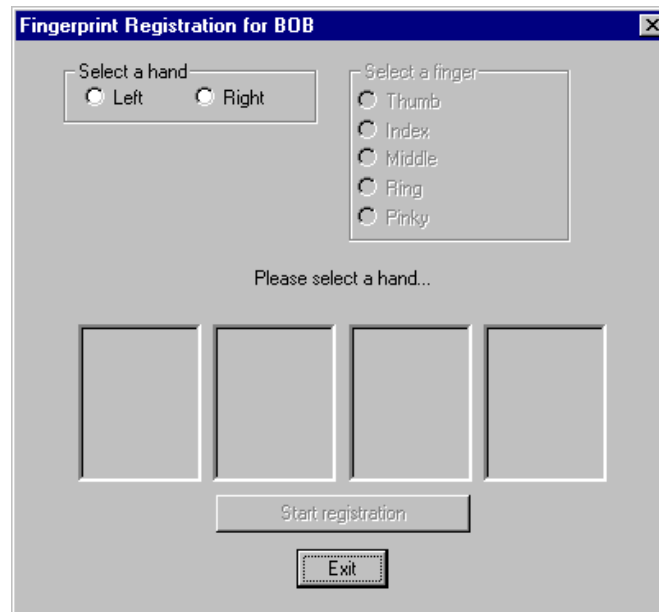 Fingerprint Registration for BOB
Select a hand
Left Right
Select a finger
Thumb
Index
Middle
Ring
Pinky
Please select a hand...
Start registration
Exit